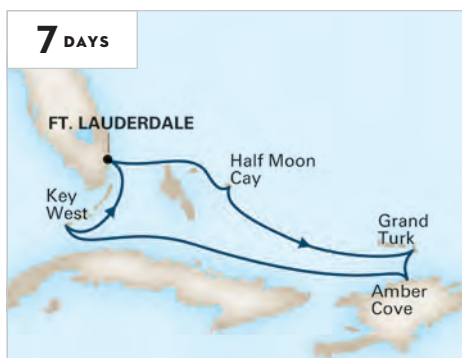 7 DAYS
FT. LAUDERDALE
Half Moon
Cay
Key
West
Grand
Turk
Amber
Cove